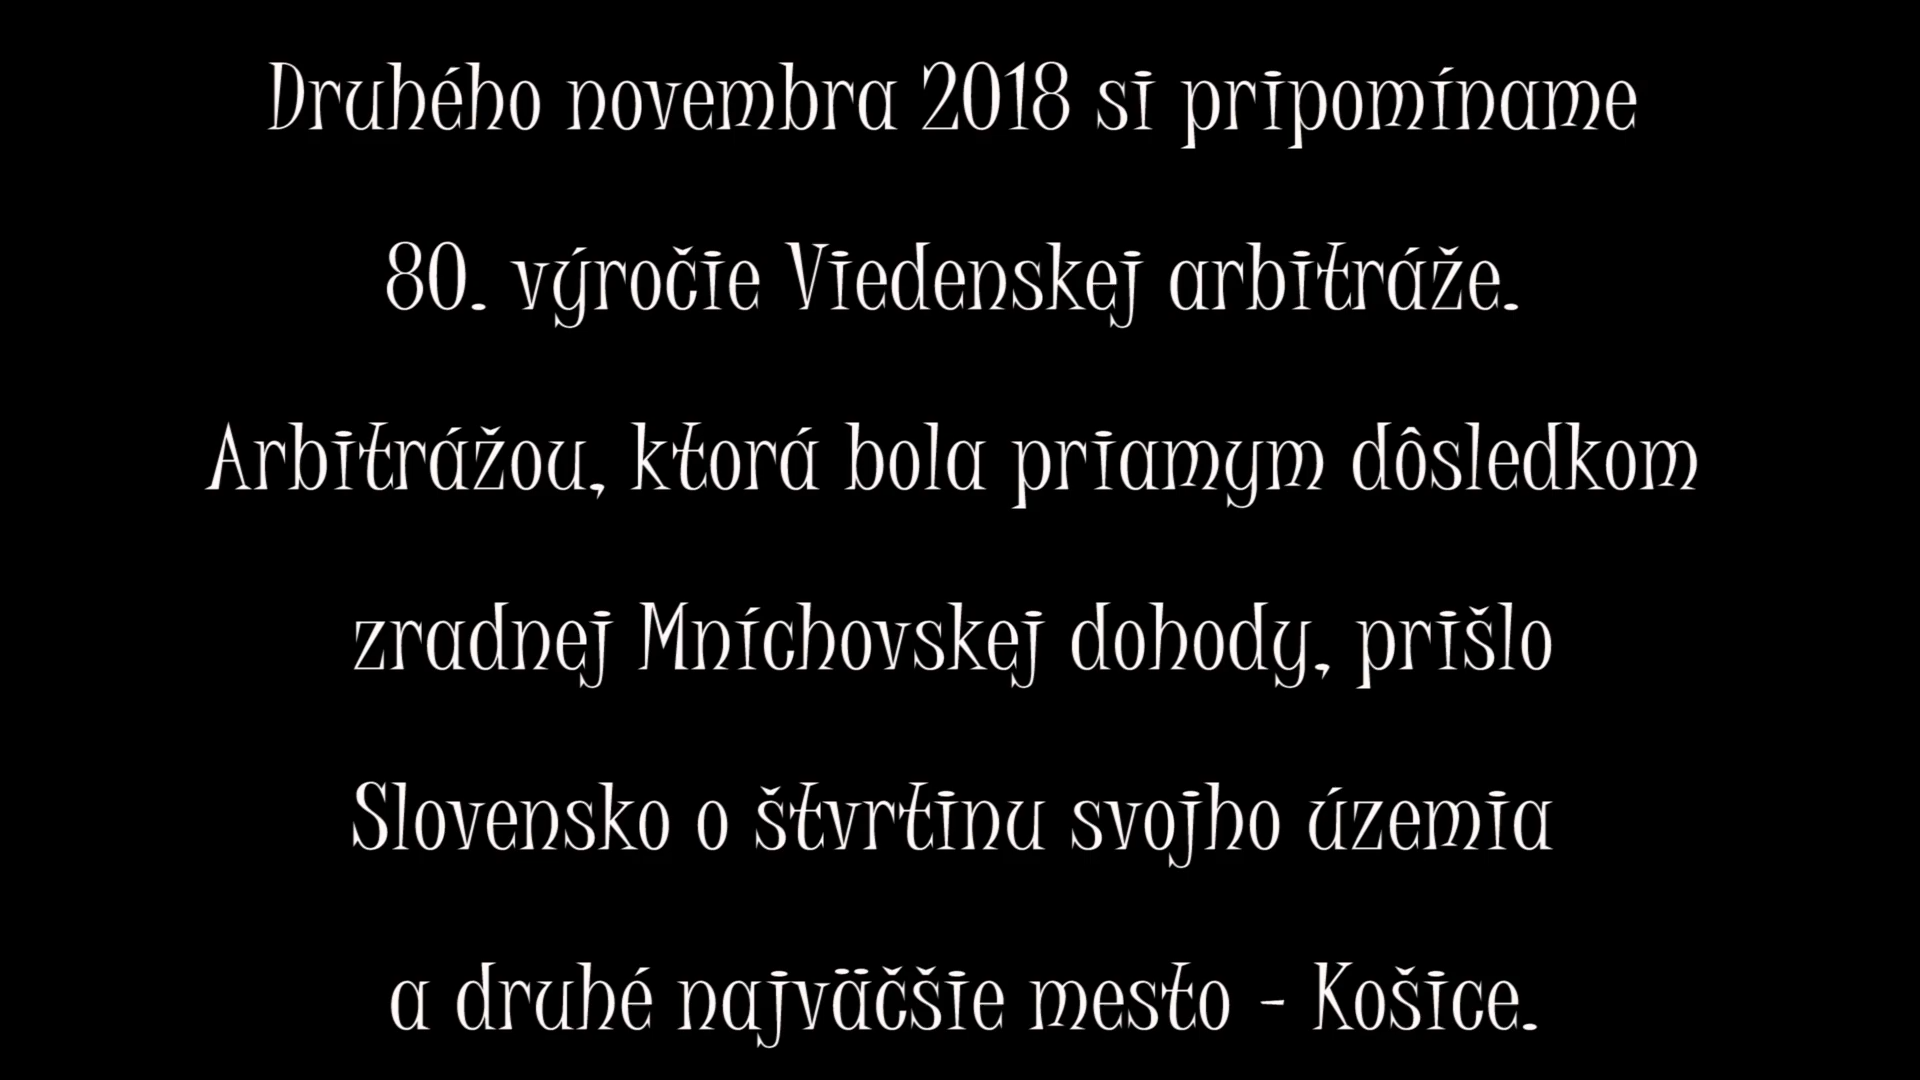 Druhého novembra 2018 si pripomíname
80. výročie Viedenskej arbitráže.
Arbitrážou, ktorá bola priamym dôsledkom
zradnej Mníchovskej dohody, prišlo
Slovensko o štvrtinu svojho územia
a druhé najväčšie mesto - Košice.